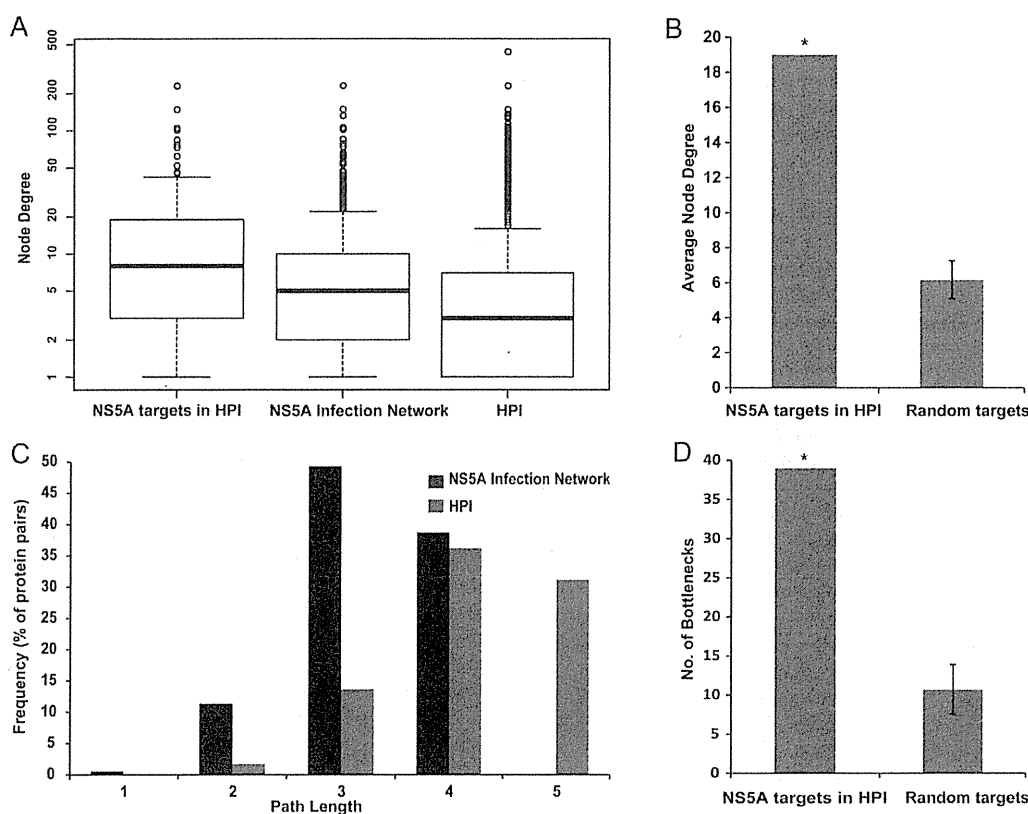 A
Node Degree
500
200
100
50
20
10
5
2
1
NS5A targets in HPI
NS5A Infection Network
HPI
B
Average Node Degree
20
18
16
14
12
10
8
6
4
2
0
*
NS5A targets in HPI
Random targets
C
Frequency (% of protein pairs)
50
45
40
35
30
25
20
15
10
5
0
NS5A Infection Network
HPI
1
2
3
4
5
Path Length
D
No. of Bottlenecks
40
35
30
25
20
15
10
5
0
*
NS5A targets in HPI
Random targets